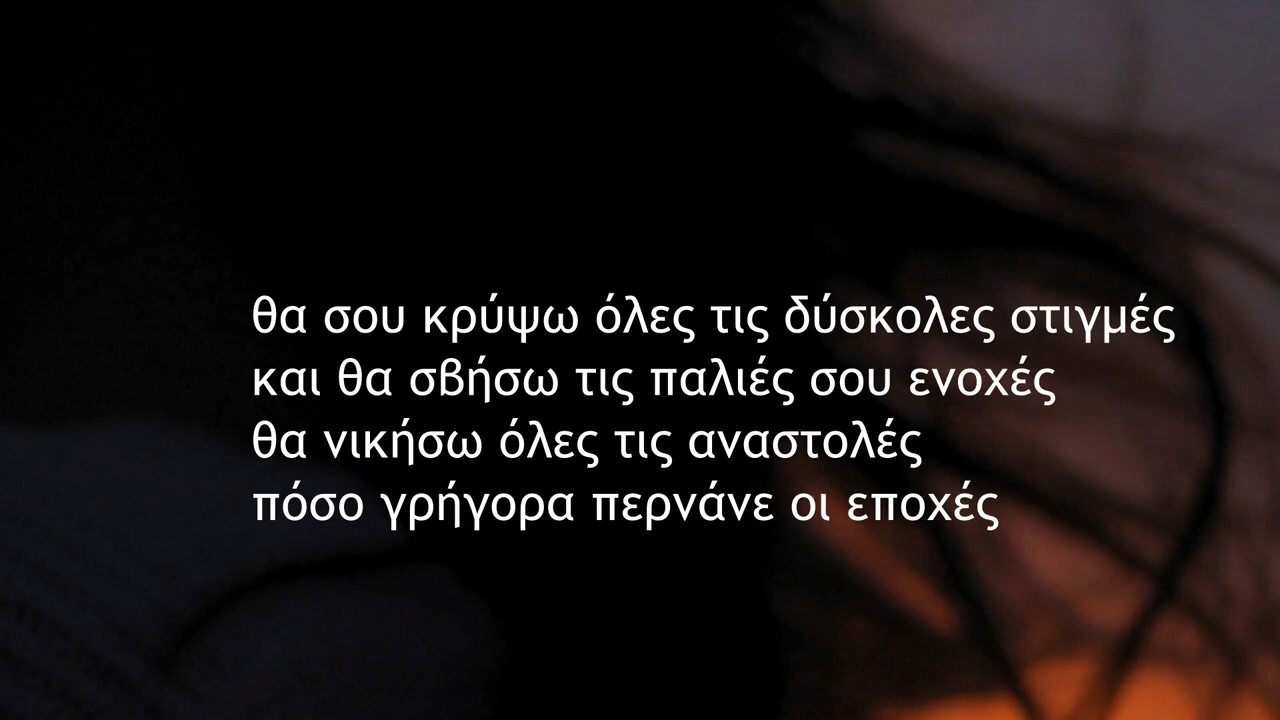 θα σου κρύψω όλες τις δύσκολες στιγμές
και θα σβήσω τις παλιές σου ενοχές
θα νικήσω όλες τις αναστολές
πόσο γρήγορα περνάνε οι εποχές